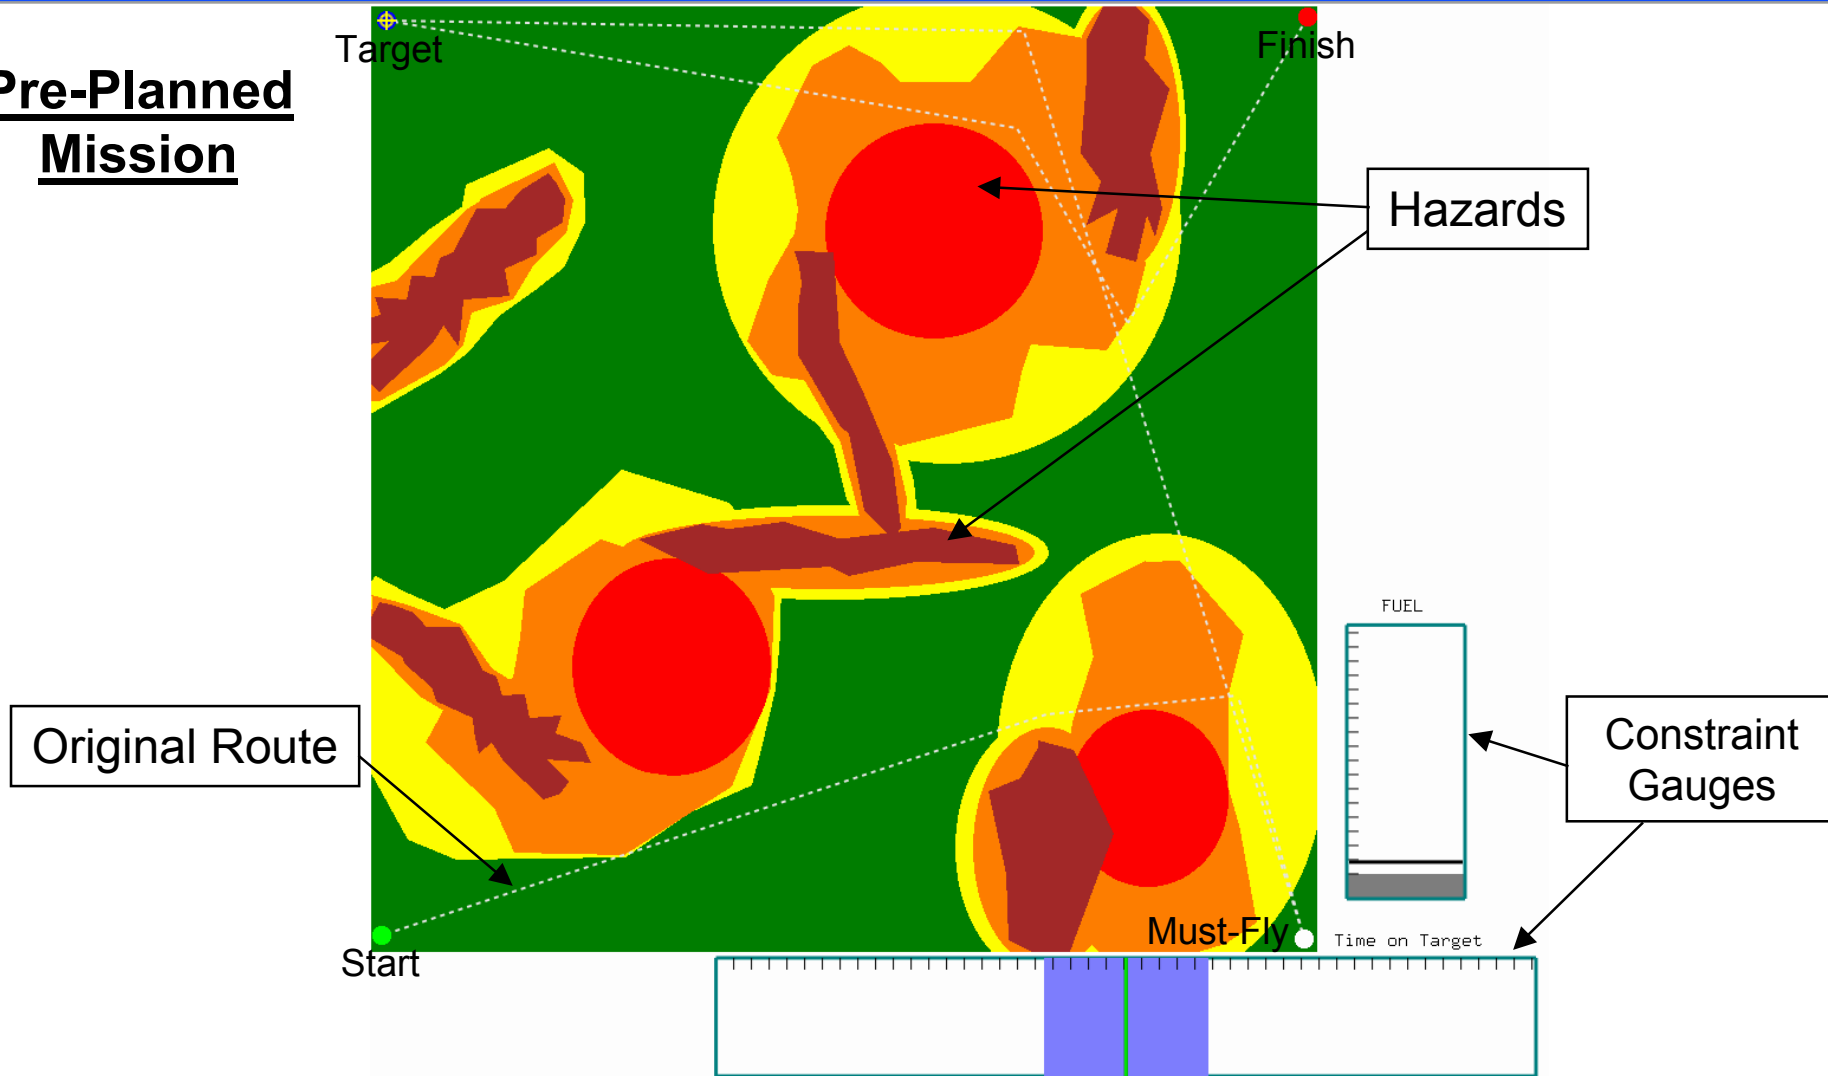 Pre-Planned
Mission
Target
Finish
Hazards
FUEL
Original Route
Constraint
Gauges
Must-Fly
Time on Target
Start